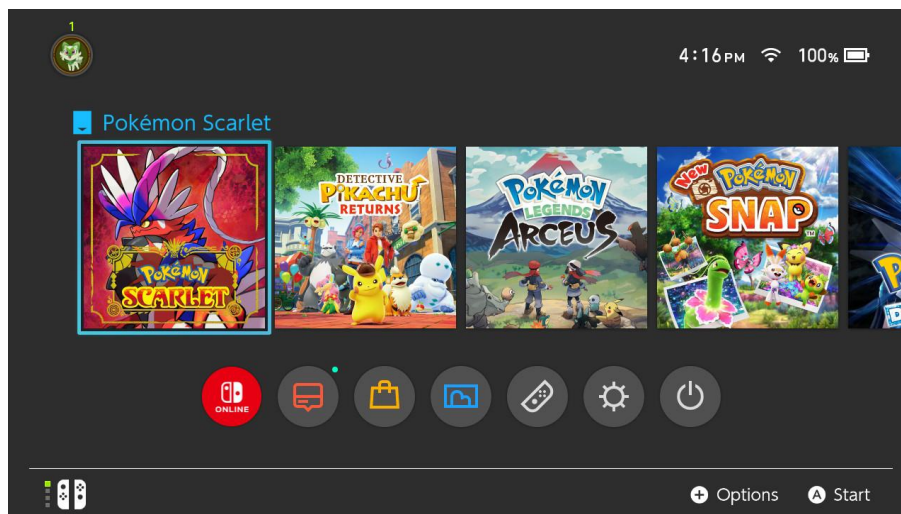 1
4:16 PM 100%
Pokémon Scarlet
POKéMON
SCARLET
DETECTIVE
PIKACHU
RETURNS
POKéMON
LEGENDS
ARCEUS
New
POKéMON
SNAP
TM
ONLINE
Options
A Start